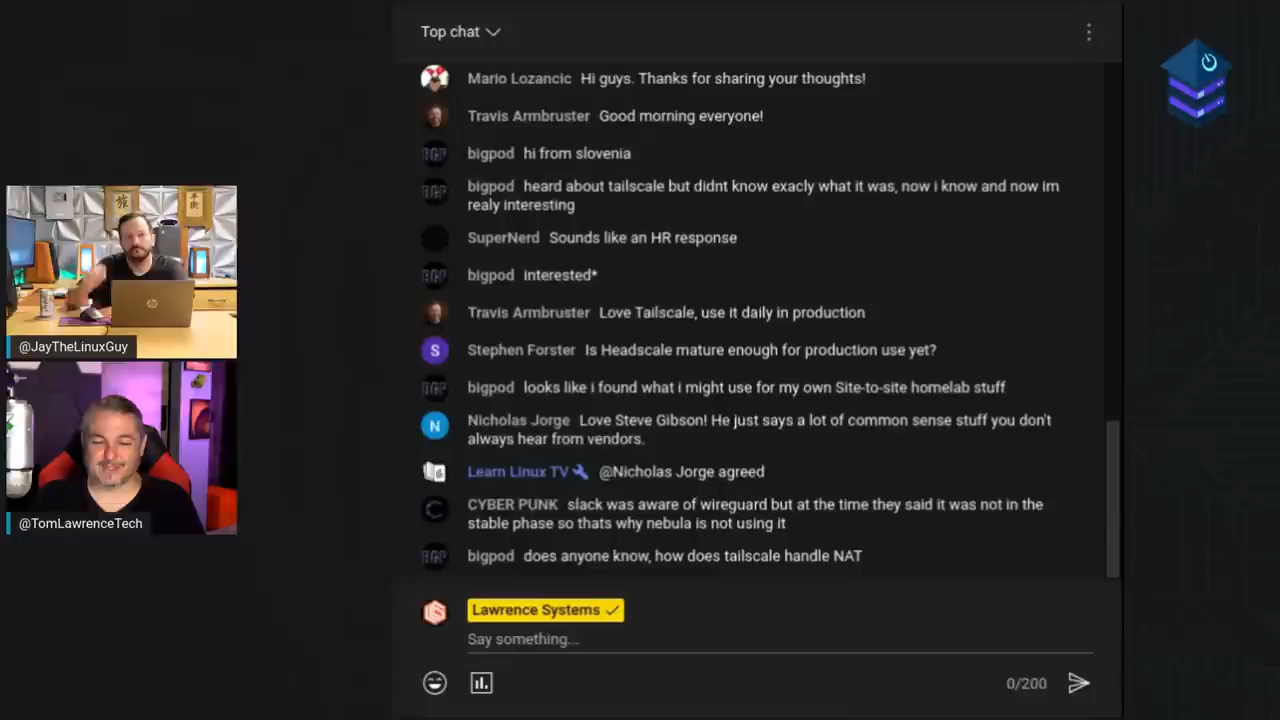 Top chat
Mario Lozancic Hi guys. Thanks for sharing your thoughts!
Travis Armbruster Good morning everyone!
bigpod hi from slovenia
bigpod heard about tailscale but didnt know exacly what it was, now i know and now im
realy interesting
SuperNerd Sounds like an HR response
bigpod interested*
Travis Armbruster Love Tailscale, use it daily in production
S Stephen Forster Is Headscale mature enough for production use yet?
bigpod looks like i found what i might use for my own Site-to-site homelab stuff
N Nicholas Jorge Love Steve Gibson! He just says a lot of common sense stuff you don't
always hear from vendors.
Learn Linux TV @Nicholas Jorge agreed
CYBER PUNK slack was aware of wireguard but at the time they said it was not in the
stable phase so thats why nebula is not using it
bigpod does anyone know, how does tailscale handle NAT
Lawrence Systems
Say something...
0/200
@JayTheLinuxGuy
@TomLawrenceTech